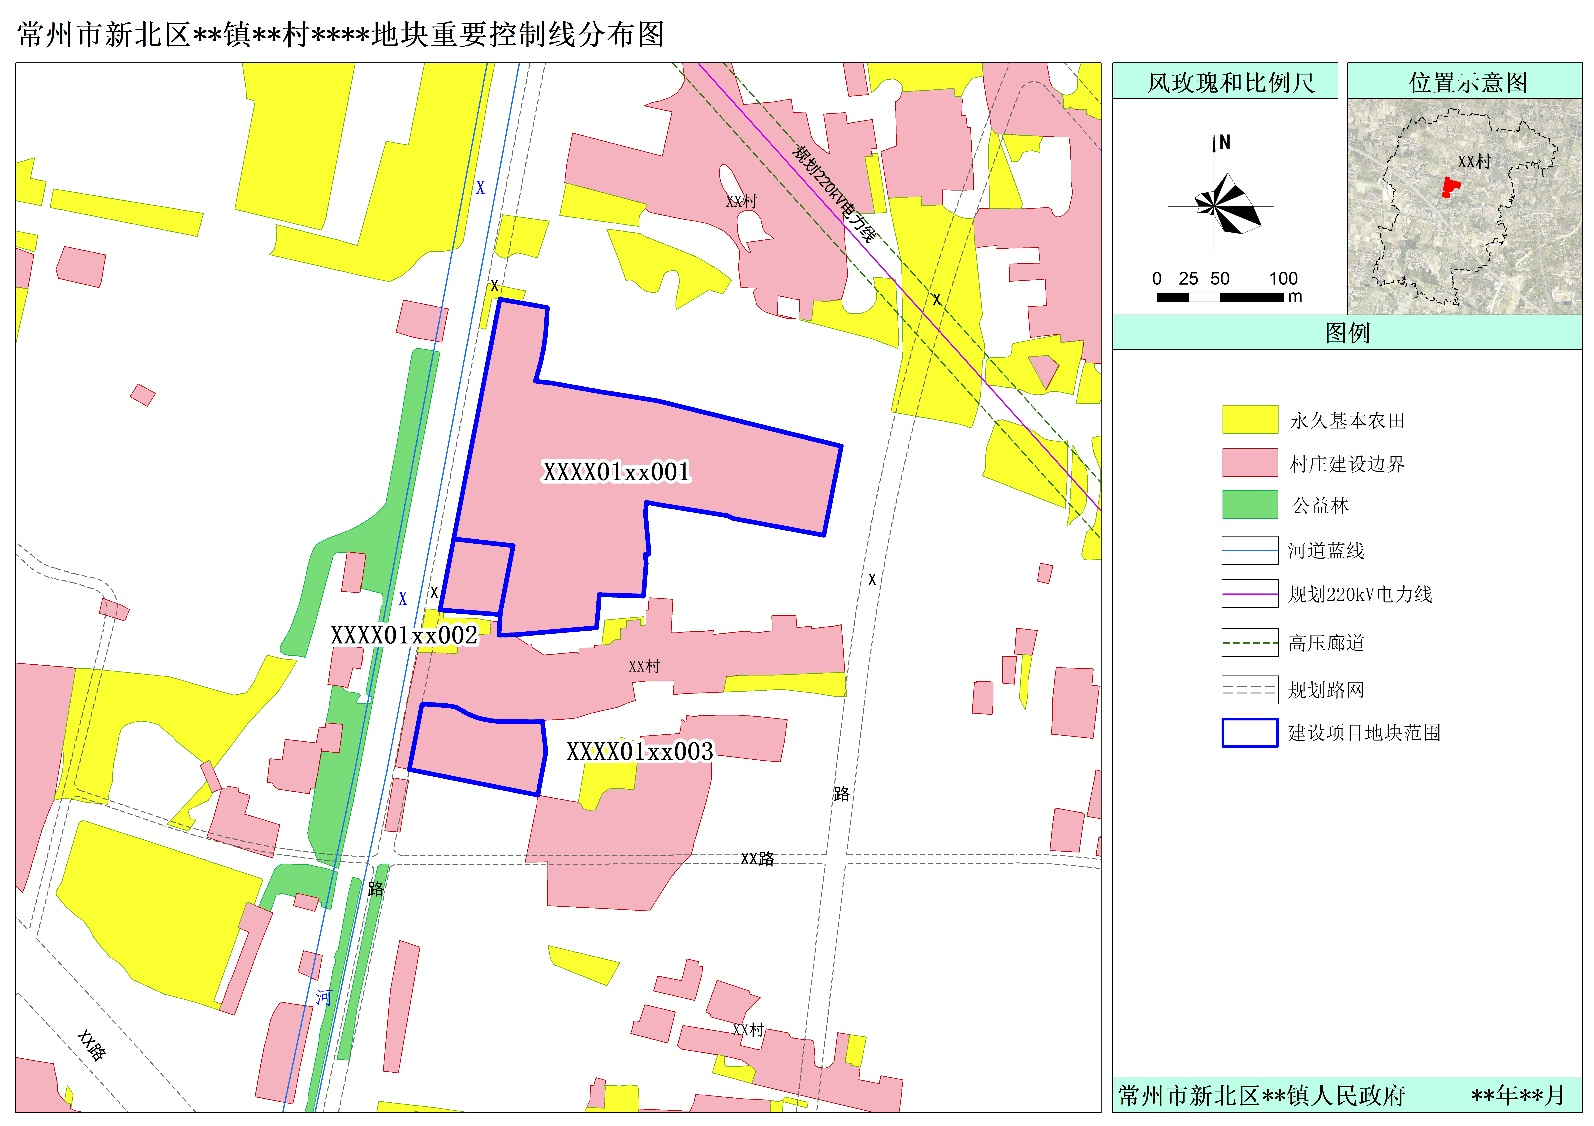 常州市新北区**镇**村****地块重要控制线分布图
风玫瑰和比例尺
位置示意图
N
0 25 50 100
m
XX村
图例
永久基本农田
村庄建设边界
公益林
河道蓝线
规划220kV电力线
高压廊道
规划路网
建设项目地块范围
常州市新北区**镇人民政府 **年**月
规划220kV电力线
XX村
X
X
X
XXXX01xx001
X
X
X
XXXX01xx002
XX村
XXXX01xx003
路
XX路
路
河
XX路
XX村